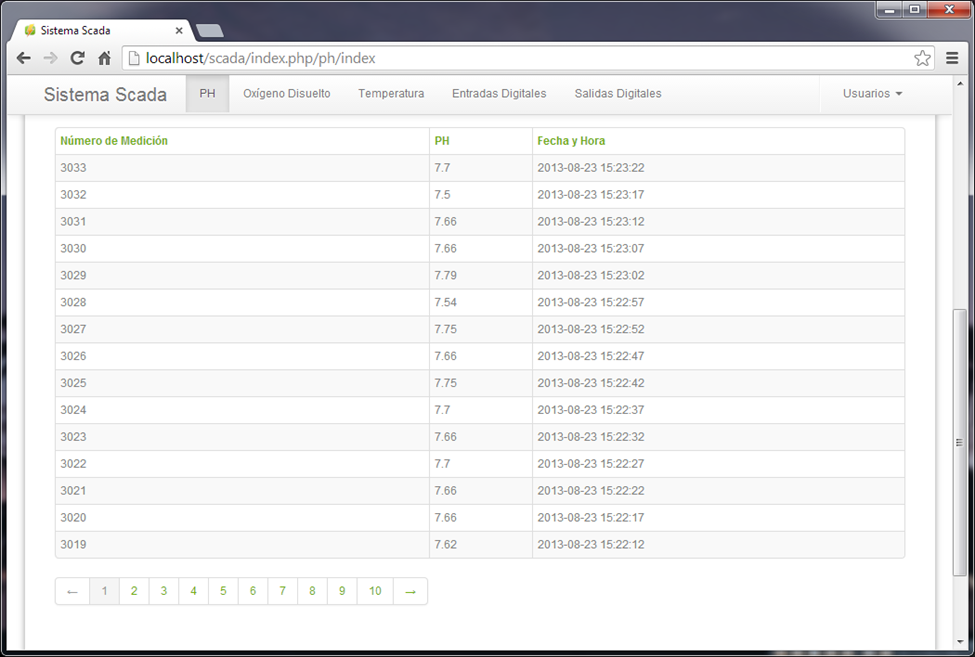 Sistema Scada
localhost/scada/index.php/ph/index
Sistema Scada PH Oxígeno Disuelto Temperatura Entradas Digitales Salidas Digitales Usuarios
Número de Medición PH Fecha y Hora
3033 7.7 2013-08-23 15:23:22
3032 7.5 2013-08-23 15:23:17
3031 7.66 2013-08-23 15:23:12
3030 7.66 2013-08-23 15:23:07
3029 7.79 2013-08-23 15:23:02
3028 7.54 2013-08-23 15:22:57
3027 7.75 2013-08-23 15:22:52
3026 7.66 2013-08-23 15:22:47
3025 7.75 2013-08-23 15:22:42
3024 7.7 2013-08-23 15:22:37
3023 7.66 2013-08-23 15:22:32
3022 7.7 2013-08-23 15:22:27
3021 7.66 2013-08-23 15:22:22
3020 7.66 2013-08-23 15:22:17
3019 7.62 2013-08-23 15:22:12
← 1 2 3 4 5 6 7 8 9 10 →